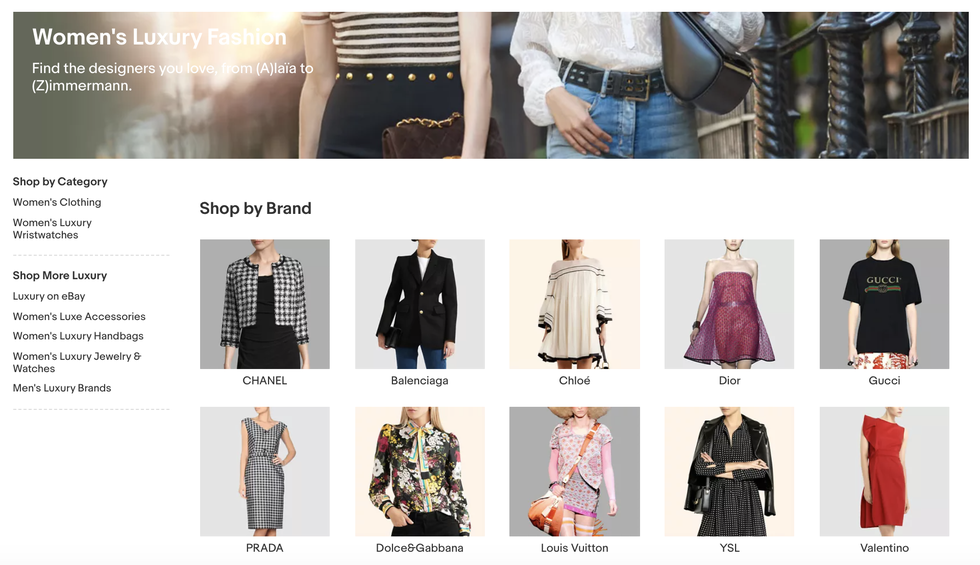 Women's Luxury Fashion
Find the designers you love, from (A)laïa to
(Z)immermann.
Shop by Category
Women's Clothing
Women's Luxury
Wristwatches
Shop More Luxury
Luxury on eBay
Women's Luxe Accessories
Women's Luxury Handbags
Women's Luxury Jewelry &
Watches
Men's Luxury Brands
Shop by Brand
GUCCI
CHANEL
Balenciaga
Chloé
Dior
Gucci
PRADA
Dolce&Gabbana
Louis Vuitton
YSL
Valentino